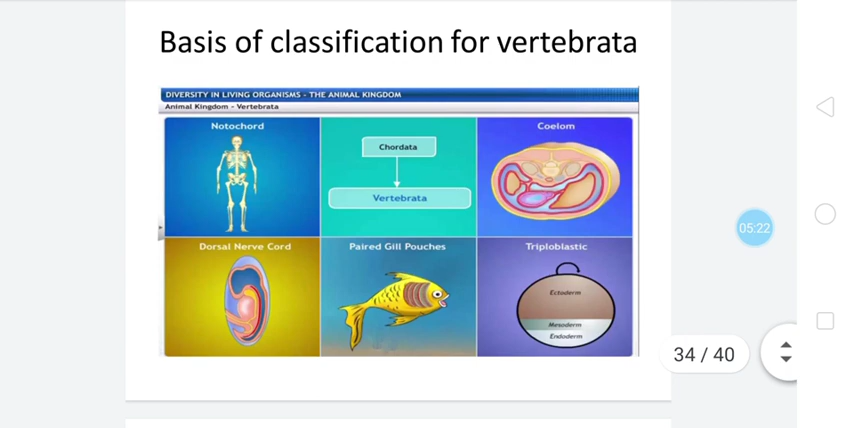 Basis of classification for vertebrata
DIVERSITY IN LIVING ORGANISMS - THE ANIMAL KINGDOM
Animal Kingdom - Vertebrata
Notochord
Chordata
Vertebrata
Coelom
Dorsal Nerve Cord
Paired Gill Pouches
Triploblastic
Ectoderm
Mesoderm
Endoderm
05:22
34 / 40